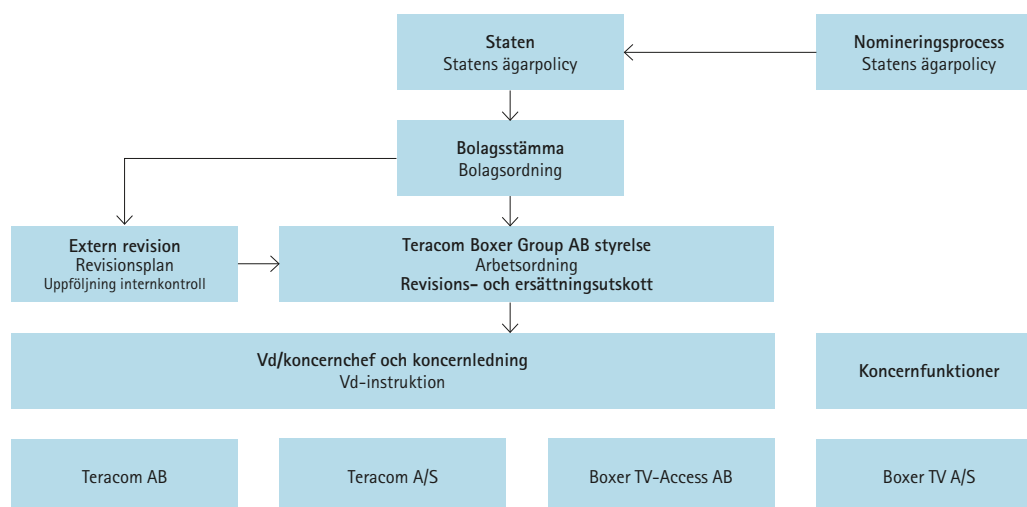 Staten
Statens ägarpolicy
Nomineringsprocess
Statens ägarpolicy
Bolagsstämma
Bolagsordning
Extern revision
Revisionsplan
Uppföljning internkontroll
Teracom Boxer Group AB styrelse
Arbetsordning
Revisions- och ersättningsutskott
Vd/koncernchef och koncernledning
Vd-instruktion
Koncernfunktioner
Teracom AB
Teracom A/S
Boxer TV-Access AB
Boxer TV A/S